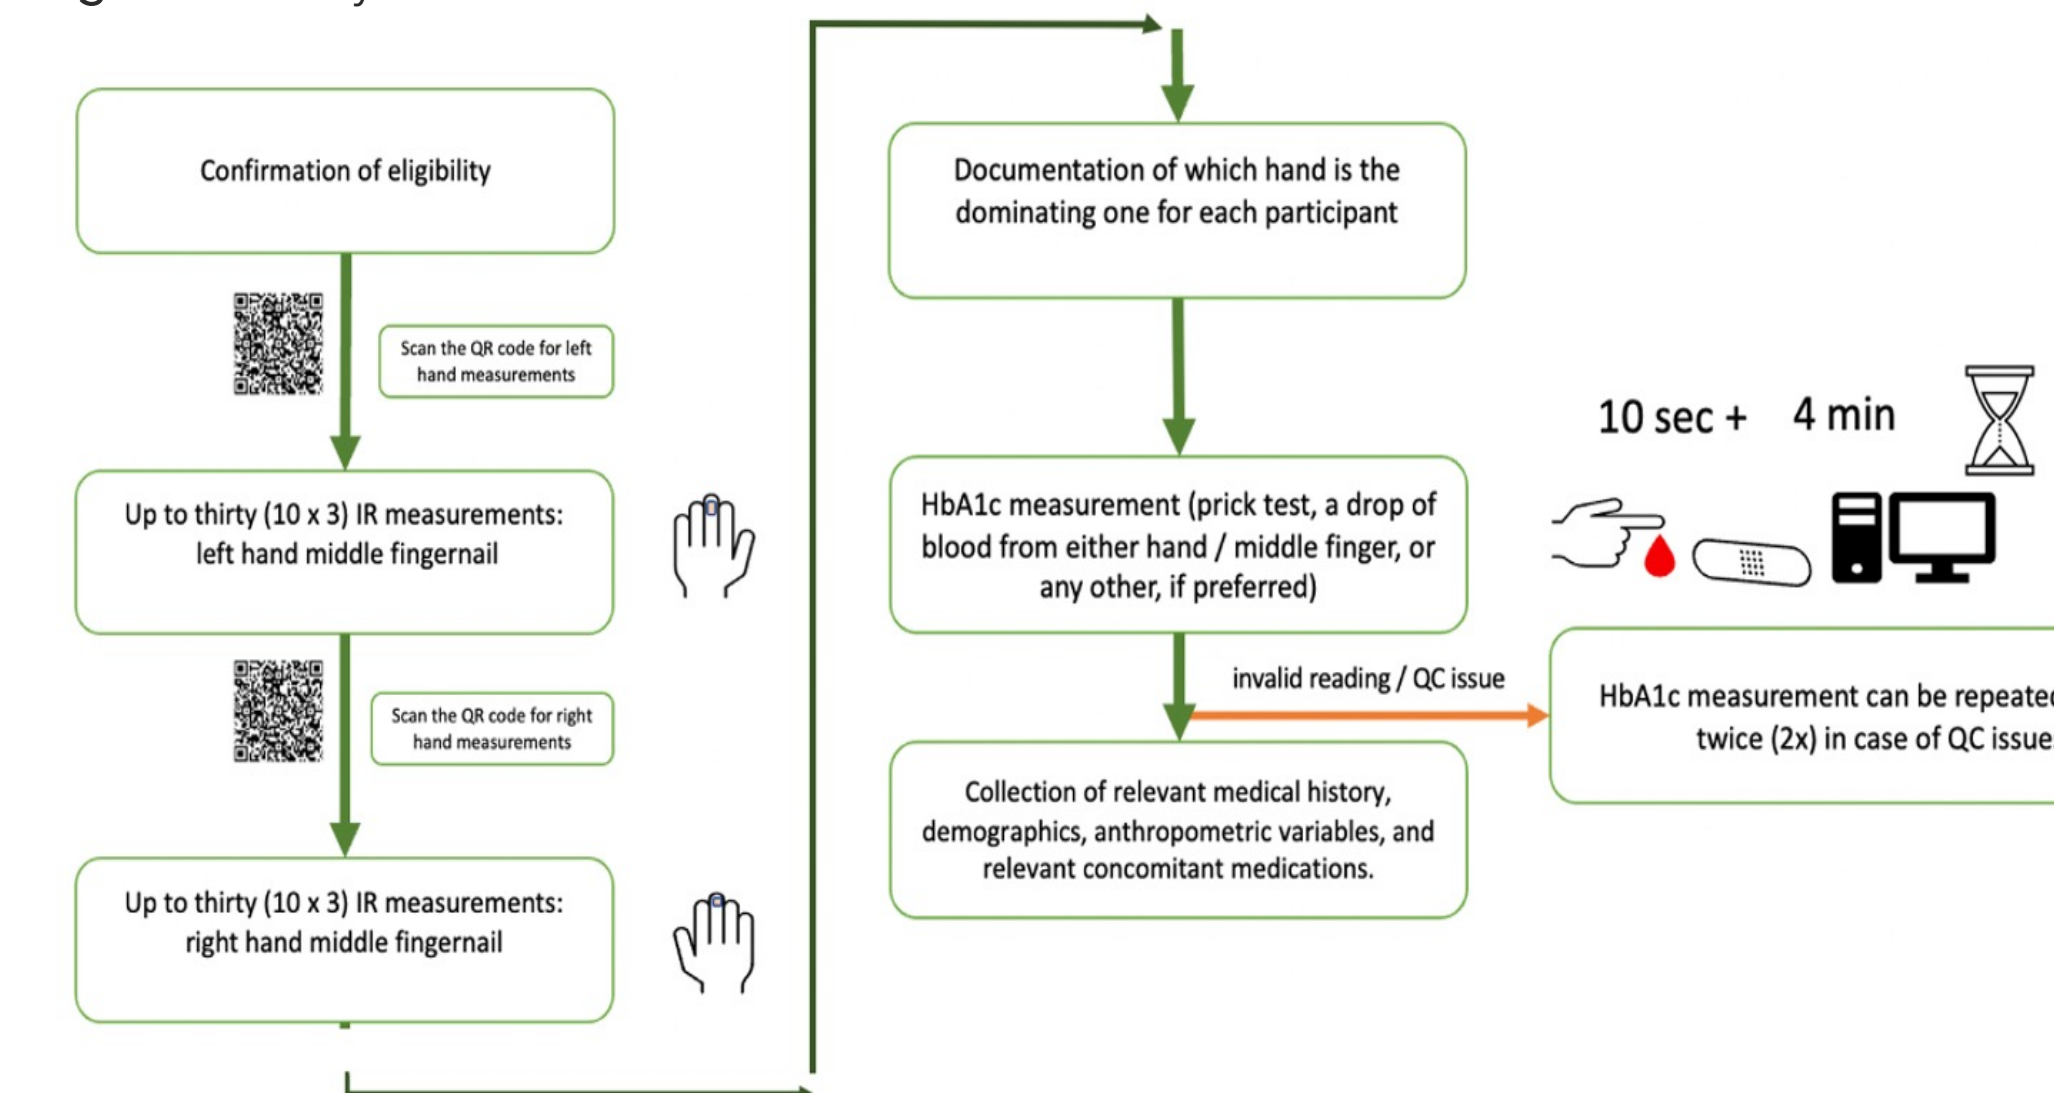 Confirmation of eligibility
Scan the QR code for left
hand measurements
Up to thirty (10 x 3) IR measurements:
left hand middle fingernail
Scan the QR code for right
hand measurements
Up to thirty (10 x 3) IR measurements:
right hand middle fingernail
Documentation of which hand is the
dominating one for each participant
10 sec + 4 min
HbA1c measurement (prick test, a drop of
blood from either hand / middle finger, or
any other, if preferred)
invalid reading / QC issue
HbA1c measurement can be repeated
twice (2x) in case of QC issue
Collection of relevant medical history,
demographics, anthropometric variables, and
relevant concomitant medications.